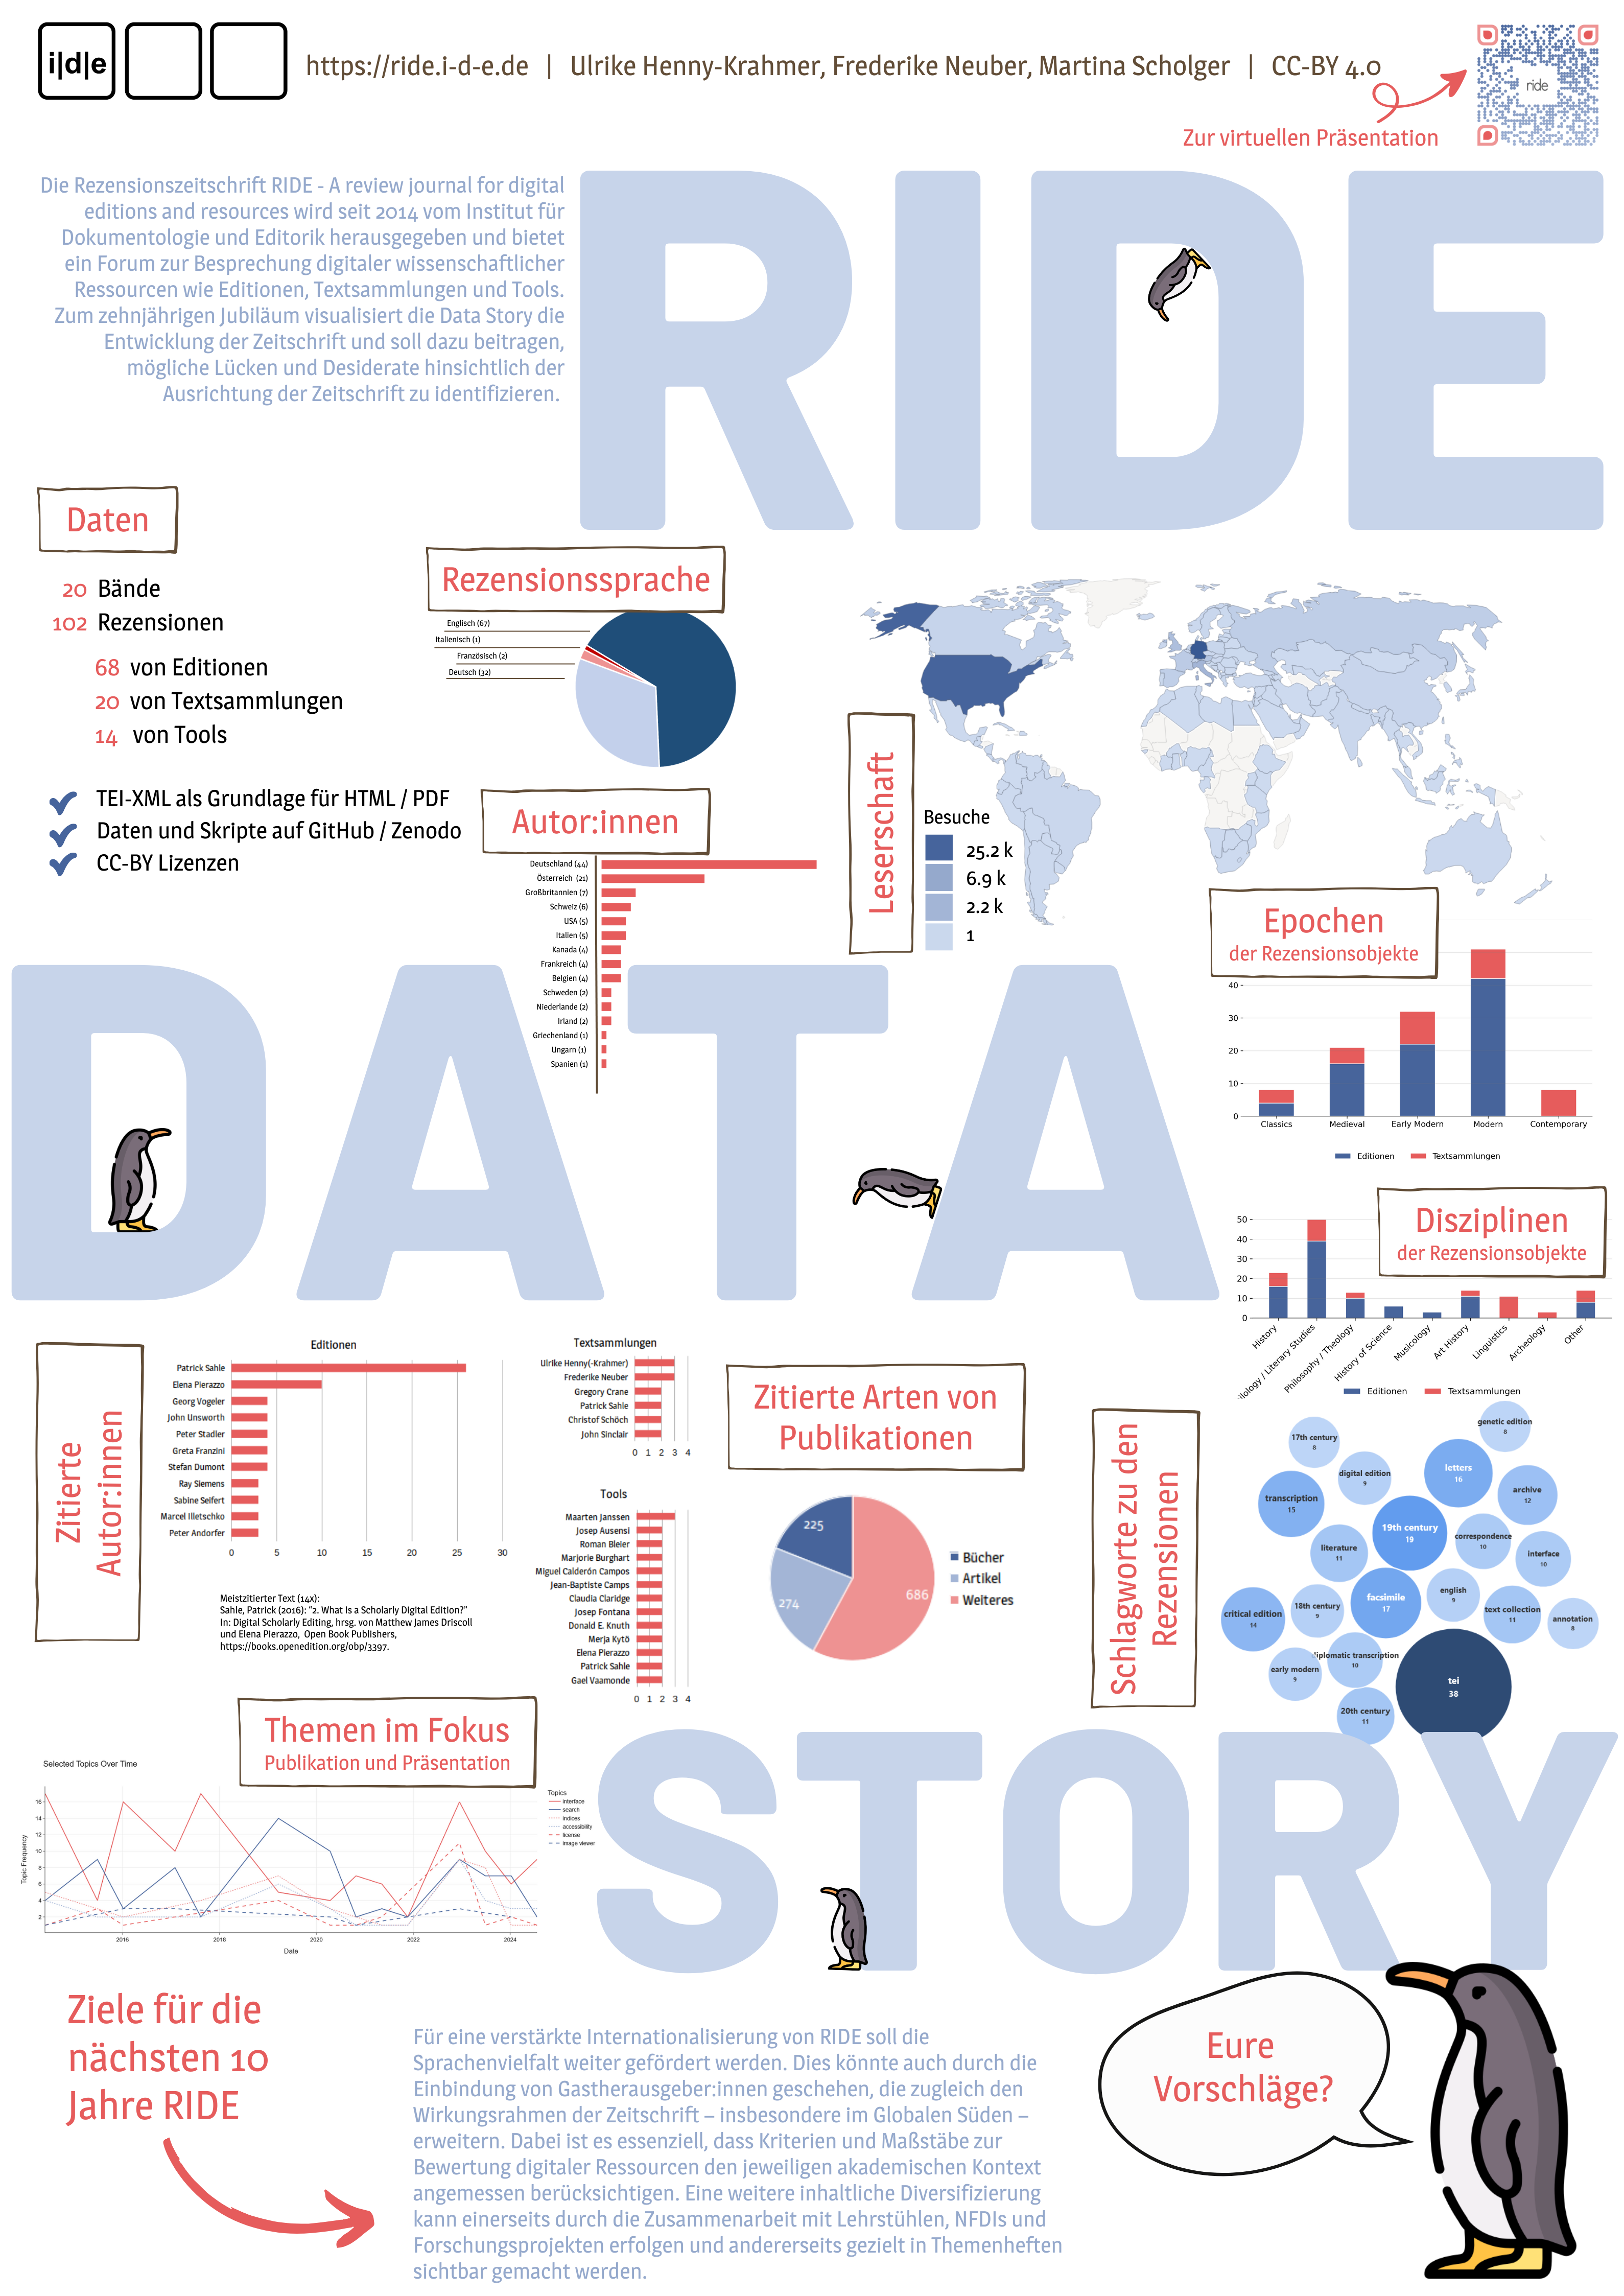 i|d|e
https://ride.i-d-e.de | Ulrike Henny-Krahmer, Frederike Neuber, Martina Scholger | CC-BY 4.0
ride
Zur virtuellen Präsentation
Die Rezensionszeitschrift RIDE - A review journal for digital
editions and resources wird seit 2014 vom Institut für
Dokumentologie und Editorik herausgegeben und bietet
ein Forum zur Besprechung digitaler wissenschaftlicher
Ressourcen wie Editionen, Textsammlungen und Tools.
Zum zehnjährigen Jubiläum visualisiert die Data Story die
Entwicklung der Zeitschrift und soll dazu beitragen,
mögliche Lücken und Desiderate hinsichtlich der
Ausrichtung der Zeitschrift zu identifizieren.
RIDE
Daten
20 Bände
102 Rezensionen
68 von Editionen
20 von Textsammlungen
14 von Tools
TEI-XML als Grundlage für HTML / PDF
Daten und Skripte auf GitHub / Zenodo
CC-BY Lizenzen
Rezensionssprache
Englisch (67)
Italienisch (1)
Französisch (2)
Deutsch (32)
Autor:innen
Deutschland (44)
Österreich (21)
Großbritannien (7)
Schweiz (6)
USA (5)
Italien (5)
Kanada (4)
Frankreich (4)
Belgien (4)
Schweden (2)
Niederlande (2)
Irland (2)
Griechenland (1)
Ungarn (1)
Spanien (1)
Leserschaft
Besuche
25.2 k
6.9 k
2.2 k
1
Epochen
der Rezensionsobjekte
40
30
20
10
0
Classics Medieval Early Modern Modern Contemporary
Editionen Textsammlungen
DATA
Disziplinen
der Rezensionsobjekte
50
40
30
20
10
0
History
ilology / Literary Studies
Philosophy / Theology
History of Science
Musicology
Art History
Linguistics
Archeology
Other
Editionen Textsammlungen
Zitierte
Autor:innen
Editionen
Patrick Sahle
Elena Pierazzo
Georg Vogeler
John Unsworth
Peter Stadler
Greta Franzini
Stefan Dumont
Ray Siemens
Sabine Seifert
Marcel Illetschko
Peter Andorfer
0 5 10 15 20 25 30
Meistzitierter Text (14x):
Sahle, Patrick (2016): "2. What Is a Scholarly Digital Edition?"
In: Digital Scholarly Editing, hrsg. von Matthew James Driscoll
und Elena Pierazzo, Open Book Publishers,
https://books.openedition.org/obp/3397.
Textsammlungen
Ulrike Henny(-Krahmer)
Frederike Neuber
Gregory Crane
Patrick Sahle
Christof Schöch
John Sinclair
0 1 2 3 4
Tools
Maarten Janssen
Josep Ausensi
Roman Bleier
Marjorie Burghart
Miguel Calderón Campos
Jean-Baptiste Camps
Claudia Claridge
Josep Fontana
Donald E. Knuth
Merja Kytö
Elena Pierazzo
Patrick Sahle
Gael Vaamonde
0 1 2 3 4
Zitierte Arten von
Publikationen
225
274
686
Bücher
Artikel
Weiteres
Schlagworte zu den
Rezensionen
genetic edition
8
17th century
8
letters
16
digital edition
9
archive
12
transcription
15
19th century
19
correspondence
10
literature
11
interface
10
english
9
facsimile
17
18th century
9
text collection
11
critical edition
14
annotation
8
diplomatic transcription
10
early modern
9
tei
38
20th century
11
Themen im Fokus
Publikation und Präsentation
Selected Topics Over Time
Topic Frequency
16
14
12
10
8
6
4
2
2016 2018 2020 2022 2024
Date
Topics
interface
search
indices
accessibility
license
image viewer
STORY
Ziele für die
nächsten 10
Jahre RIDE
Für eine verstärkte Internationalisierung von RIDE soll die
Sprachenvielfalt weiter gefördert werden. Dies könnte auch durch die
Einbindung von Gastherausgeber:innen geschehen, die zugleich den
Wirkungsrahmen der Zeitschrift – insbesondere im Globalen Süden –
erweitern. Dabei ist es essenziell, dass Kriterien und Maßstäbe zur
Bewertung digitaler Ressourcen den jeweiligen akademischen Kontext
angemessen berücksichtigen. Eine weitere inhaltliche Diversifizierung
kann einerseits durch die Zusammenarbeit mit Lehrstühlen, NFDIs und
Forschungsprojekten erfolgen und andererseits gezielt in Themenheften
sichtbar gemacht werden.
Eure
Vorschläge?